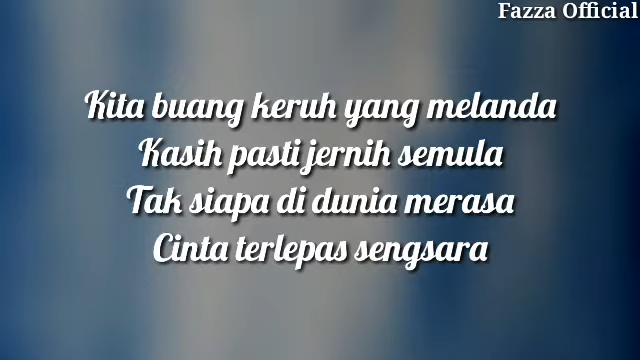 Fazza Official
Kita buang keruh yang melanda
Kasih pasti jernih semula
Tak siapa di dunia merasa
Cinta terlepas sengsara